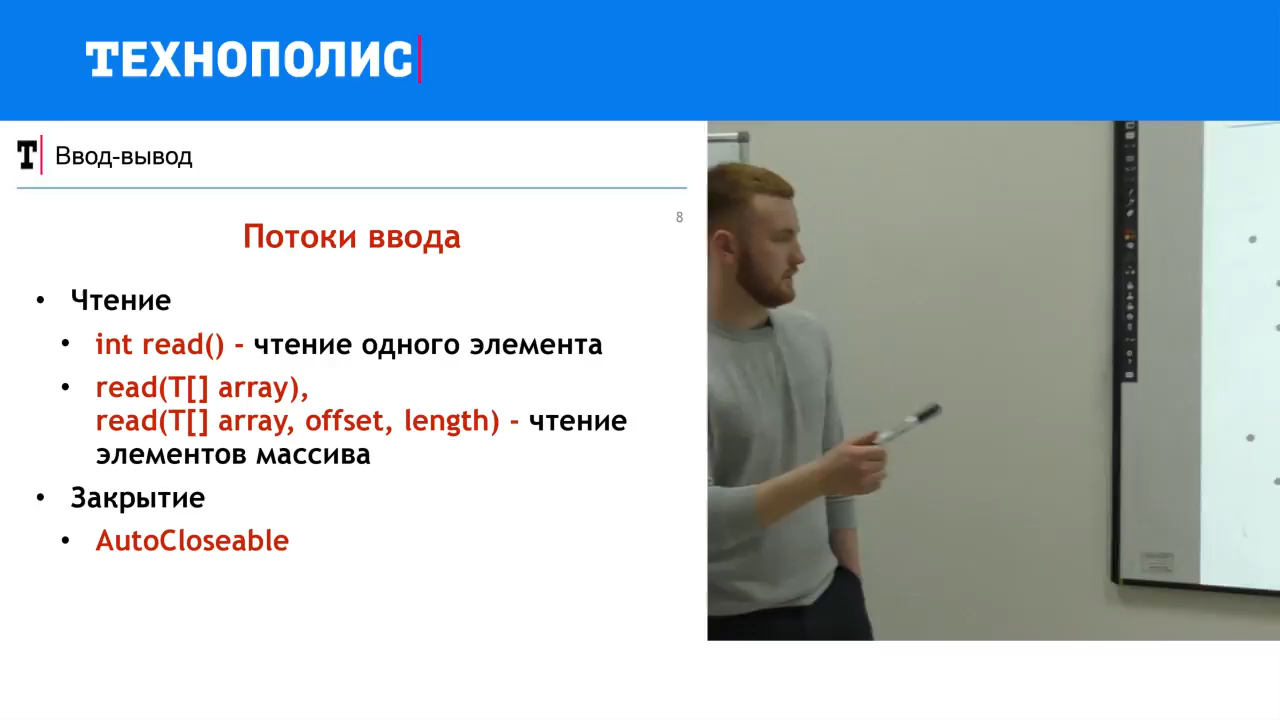 ТЕХНОПОЛИС
Т Ввод-вывод
8
Потоки ввода
• Чтение
• int read() - чтение одного элемента
• read(T[] array),
read(T[] array, offset, length) - чтение
элементов массива
• Закрытие
• AutoCloseable